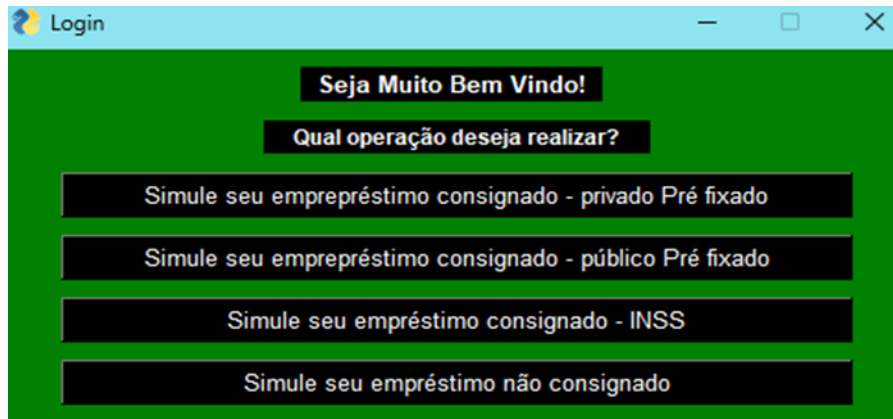 Login
Seja Muito Bem Vindo!
Qual operação deseja realizar?
Simule seu emprepréstimo consignado - privado Pré fixado
Simule seu emprepréstimo consignado - público Pré fixado
Simule seu empréstimo consignado - INSS
Simule seu empréstimo não consignado